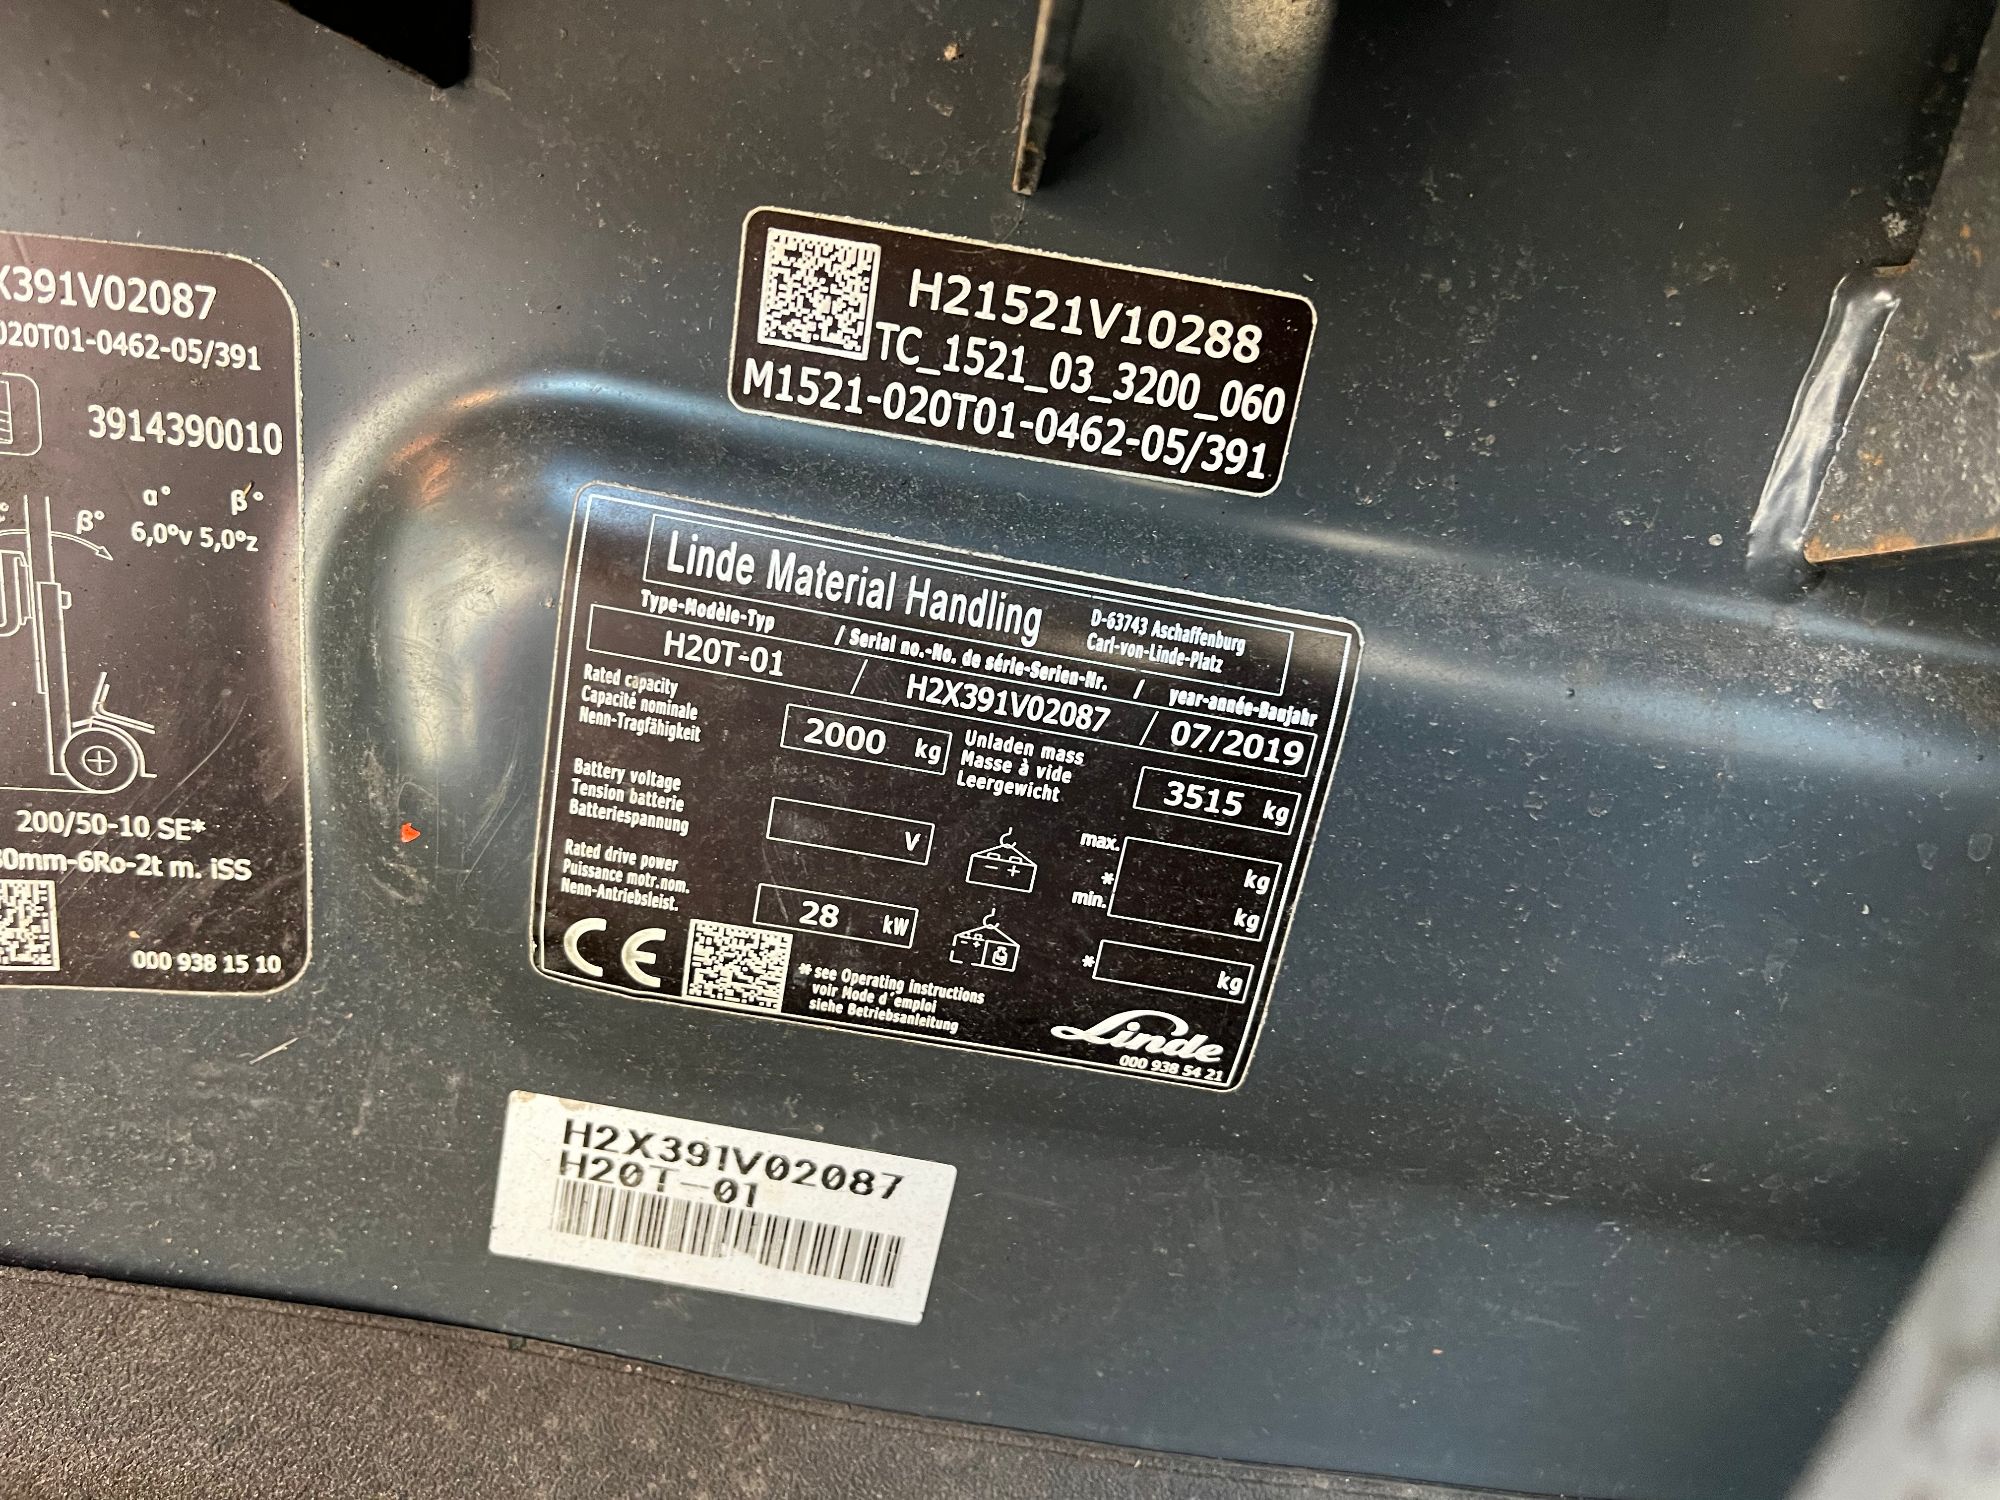 X391V02087
020T01-0462-05/391
3914390010
α° β°
β°
6,0°v 5,0°z
200/50-10 SE*
0mm-6Ro-2t m. iSS
000 938 15 10
H21521V10288
TC_1521_03_3200_060
M1521-020T01-0462-05/391
Linde Material Handling
D-63743 Aschaffenburg
Carl-von-Linde-Platz
Type-Modèle-Typ / Serial no.-No. de série-Serien-Nr. / year-année-Baujahr
H20T-01 / H2X391V02087 / 07/2019
Rated capacity
Capacité nominale
Nenn-Tragfähigkeit
2000 kg
Unladen mass
Masse à vide
Leergewicht
3515 kg
Battery voltage
Tension batterie
Batteriespannung
V
- +
max. kg
*
min. kg
Rated drive power
Puissance motr.nom.
Nenn-Antriebsleist.
28 kW
- +
* kg
CE
* see Operating instructions
voir Mode d'emploi
siehe Betriebsanleitung
Linde
000 938 54 21
H2X391V02087
H20T-01